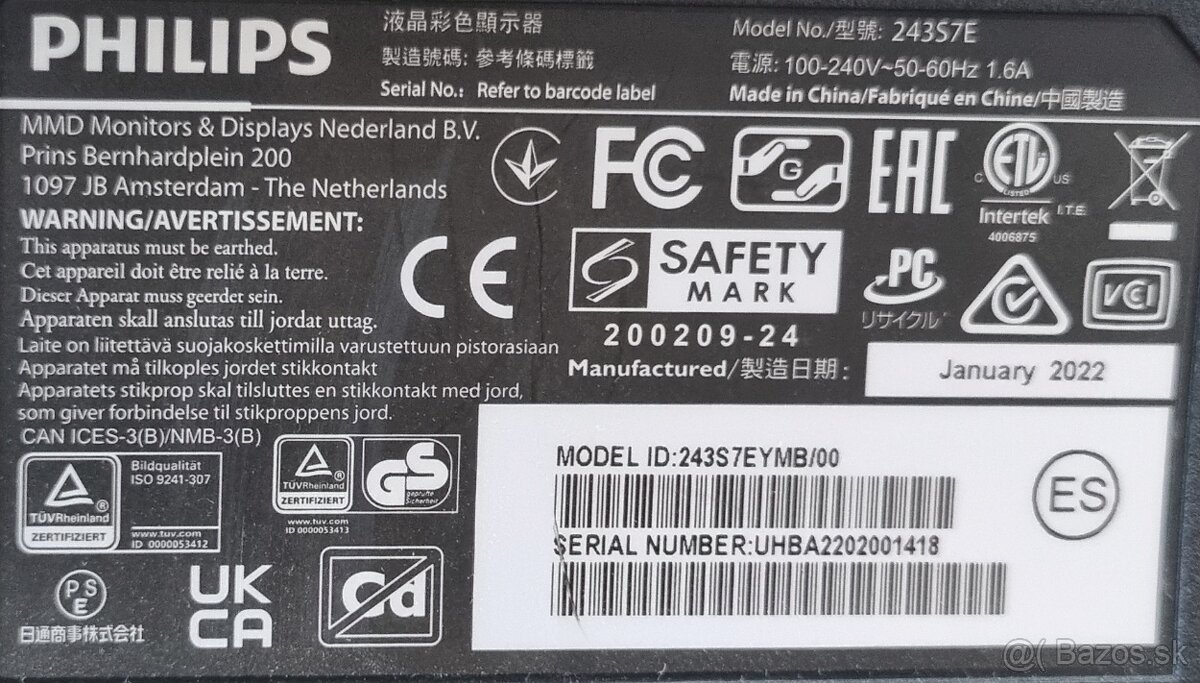 PHILIPS
液晶彩色顯示器
製造號碼: 參考條碼標籤
Serial No.: Refer to barcode label
Model No./型號: 243S7E
電源: 100-240V~50-60Hz 1.6A
Made in China/Fabriqué en Chine/中國製造
MMD Monitors & Displays Nederland B.V.
Prins Bernhardplein 200
1097 JB Amsterdam - The Netherlands
WARNING/AVERTISSEMENT:
This apparatus must be earthed.
Cet appareil doit être relié à la terre.
Dieser Apparat muss geerdet sein.
Apparaten skall anslutas till jordat uttag.
Laite on liitettävä suojakoskettimilla varustettuun pistorasiaan
Apparatet må tilkoples jordet stikkontakt
Apparatets stikprop skal tilsluttes en stikkontakt med jord,
som giver forbindelse til stikproppens jord.
CAN ICES-3(B)/NMB-3(B)
CE
FC
G
EAC
ETL
C US
LISTED
Intertek I.T.E.
4006875
SAFETY
MARK
200209-24
PC
リサイクル
VCI
Manufactured/製造日期:
January 2022
TÜVRheinland
ZERTIFIZIERT
Bildqualität
ISO 9241-307
www.tuv.com
ID 0000053412
TÜVRheinland
ZERTIFIZIERT
GS
geprüfte
Sicherheit
www.tuv.com
ID 0000053413
PS
E
日通商事株式会社
UK
CA
Cd
MODEL ID:243S7EYMB/00
SERIAL NUMBER:UHBA2202001418
ES
@( Bazos.sk